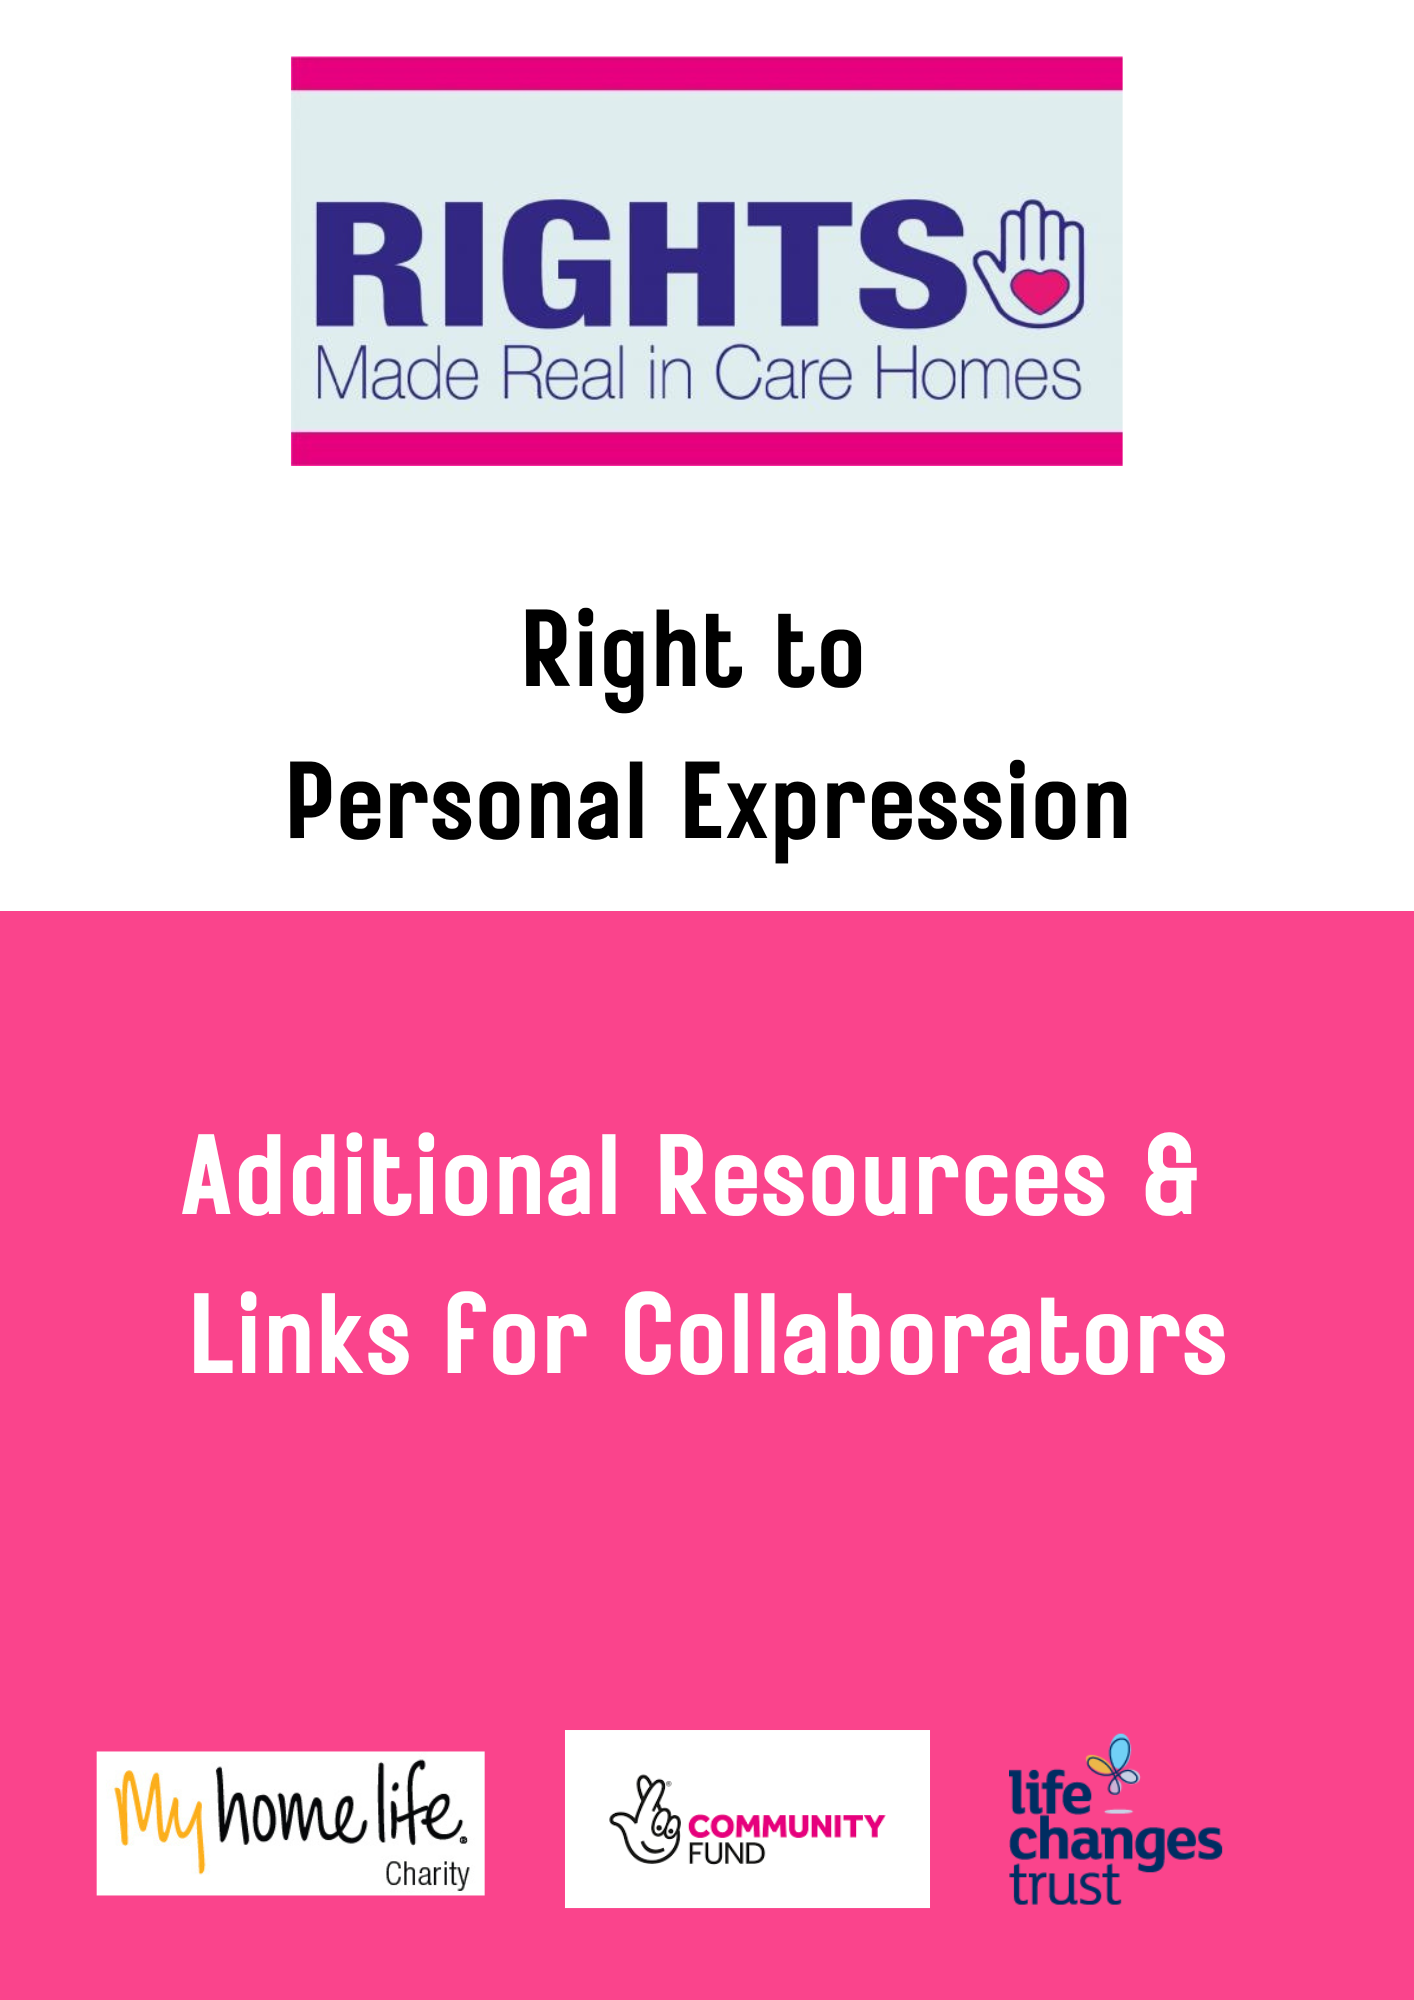 RIGHTS
Made Real in Care Homes
Right to
Personal Expression
Additional Resources &
Links for Collaborators
My home life®
Charity
COMMUNITY
FUND
life
changes
trust